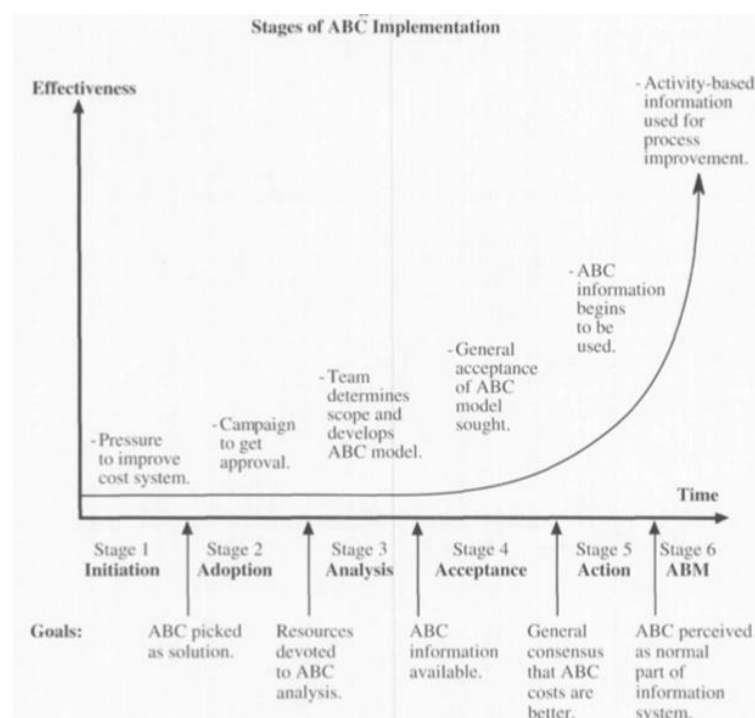 Stages of ABC Implementation
Effectiveness
- Activity-based
information
used for
process
improvement.
- ABC
information
begins
to be
used.
- General
acceptance
of ABC
model
sought.
- Team
determines
scope and
develops
ABC model.
- Campaign
to get
approval.
- Pressure
to improve
cost system.
Time
Stage 1
Initiation
Stage 2
Adoption
Stage 3
Analysis
Stage 4
Acceptance
Stage 5
Action
Stage 6
ABM
Goals:
ABC picked
as solution.
Resources
devoted
to ABC
analysis.
ABC
information
available.
General
consensus
that ABC
costs are
better.
ABC perceived
as normal
part of
information
system.